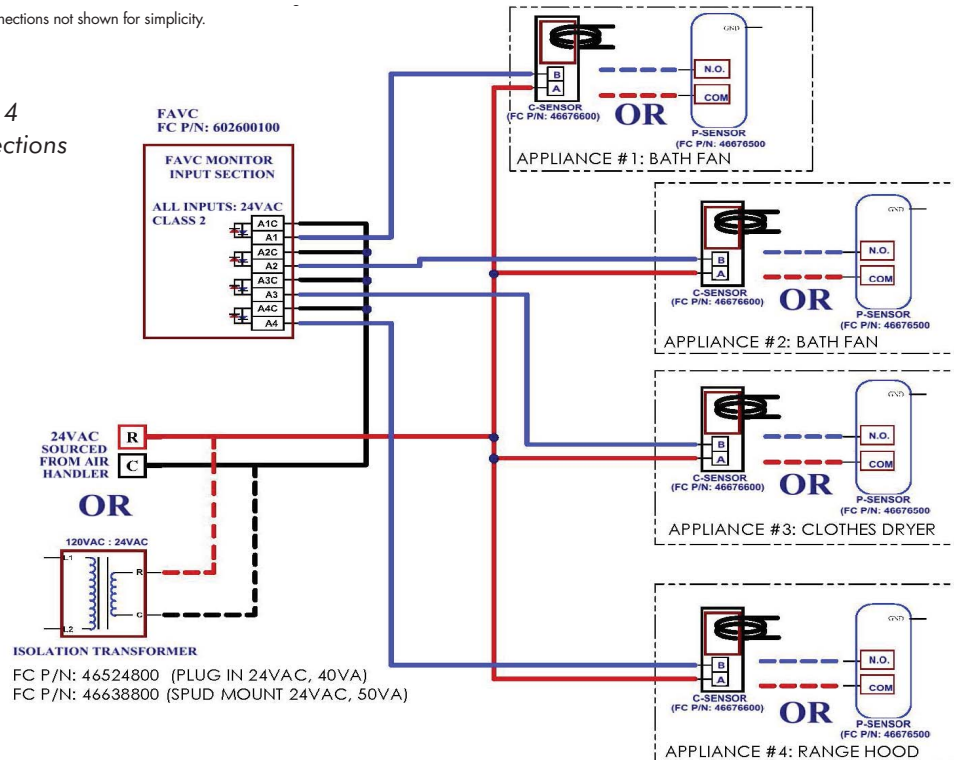 nections not shown for simplicity.
4
ections
FAVC
FC P/N: 602600100
FAVC MONITOR
INPUT SECTION
ALL INPUTS: 24VAC
CLASS 2
A1C
A1
A2C
A2
A3C
A3
A4C
A4
24VAC
SOURCED
FROM AIR
HANDLER
R
C
OR
120VAC : 24VAC
L1
L2
R
C
ISOLATION TRANSFORMER
FC P/N: 46524800 (PLUG IN 24VAC, 40VA)
FC P/N: 46638800 (SPUD MOUNT 24VAC, 50VA)
B
A
C-SENSOR
(FC P/N: 46676600)
OR
GND
N.O.
COM
P-SENSOR
(FC P/N: 46676500
APPLIANCE #1: BATH FAN
B
A
C-SENSOR
(FC P/N: 46676600)
OR
GND
N.O.
COM
P-SENSOR
(FC P/N: 46676500
APPLIANCE #2: BATH FAN
B
A
C-SENSOR
(FC P/N: 46676600)
OR
GND
N.O.
COM
P-SENSOR
(FC P/N: 46676500
APPLIANCE #3: CLOTHES DRYER
B
A
C-SENSOR
(FC P/N: 46676600)
OR
GND
N.O.
COM
P-SENSOR
(FC P/N: 46676500
APPLIANCE #4: RANGE HOOD